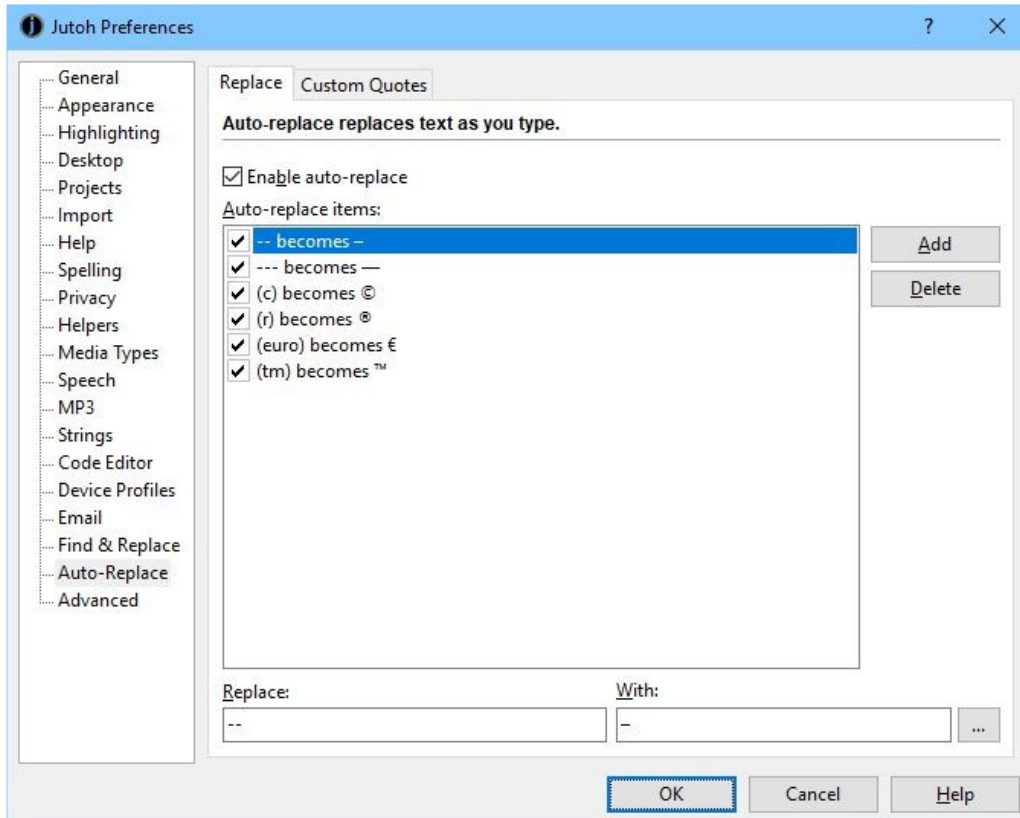 Jutoh Preferences
?
General
Appearance
Highlighting
Desktop
Projects
Import
Help
Spelling
Privacy
Helpers
Media Types
Speech
MP3
Strings
Code Editor
Device Profiles
Email
Find & Replace
Auto-Replace
Advanced
Replace
Custom Quotes
Auto-replace replaces text as you type.
Enable auto-replace
Auto-replace items:
-- becomes –
--- becomes —
(c) becomes ©
(r) becomes ®
(euro) becomes €
(tm) becomes ™
Add
Delete
Replace:
With:
--
–
...
OK
Cancel
Help